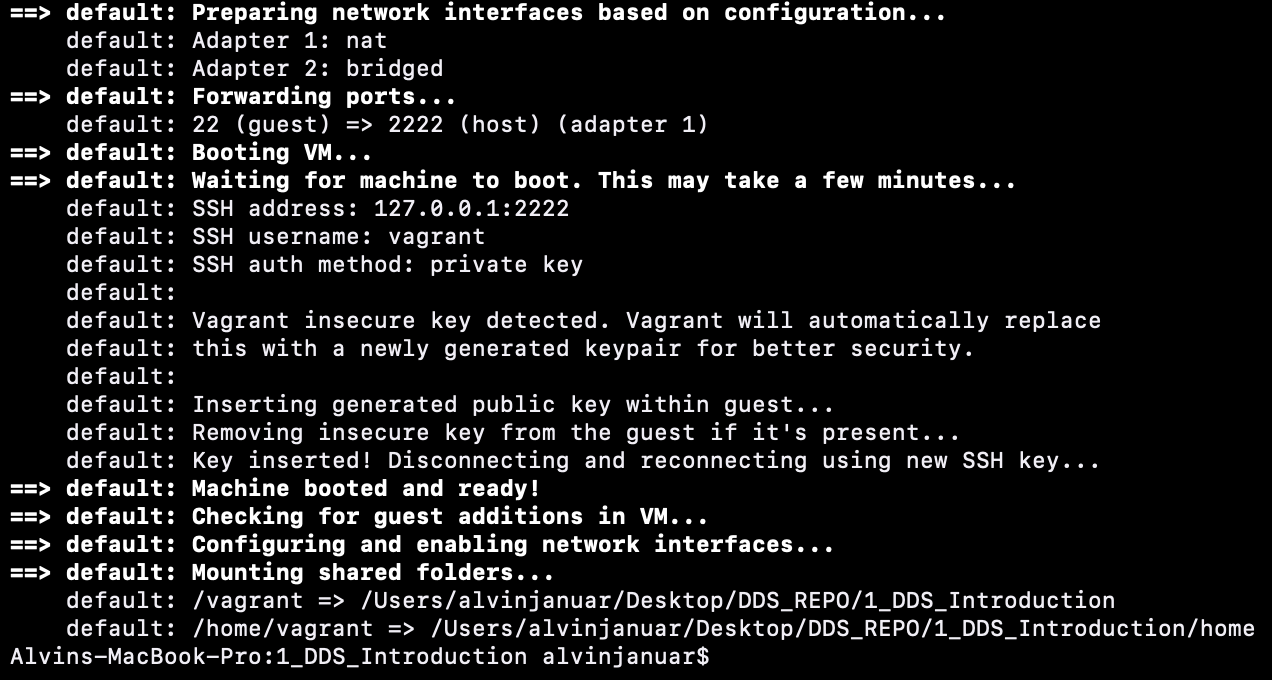 ==> default: Preparing network interfaces based on configuration...
    default: Adapter 1: nat
    default: Adapter 2: bridged
==> default: Forwarding ports...
    default: 22 (guest) => 2222 (host) (adapter 1)
==> default: Booting VM...
==> default: Waiting for machine to boot. This may take a few minutes...
    default: SSH address: 127.0.0.1:2222
    default: SSH username: vagrant
    default: SSH auth method: private key
    default:
    default: Vagrant insecure key detected. Vagrant will automatically replace
    default: this with a newly generated keypair for better security.
    default:
    default: Inserting generated public key within guest...
    default: Removing insecure key from the guest if it's present...
    default: Key inserted! Disconnecting and reconnecting using new SSH key...
==> default: Machine booted and ready!
==> default: Checking for guest additions in VM...
==> default: Configuring and enabling network interfaces...
==> default: Mounting shared folders...
    default: /vagrant => /Users/alvinjanuar/Desktop/DDS_REPO/1_DDS_Introduction
    default: /home/vagrant => /Users/alvinjanuar/Desktop/DDS_REPO/1_DDS_Introduction/home
Alvins-MacBook-Pro:1_DDS_Introduction alvinjanuar$